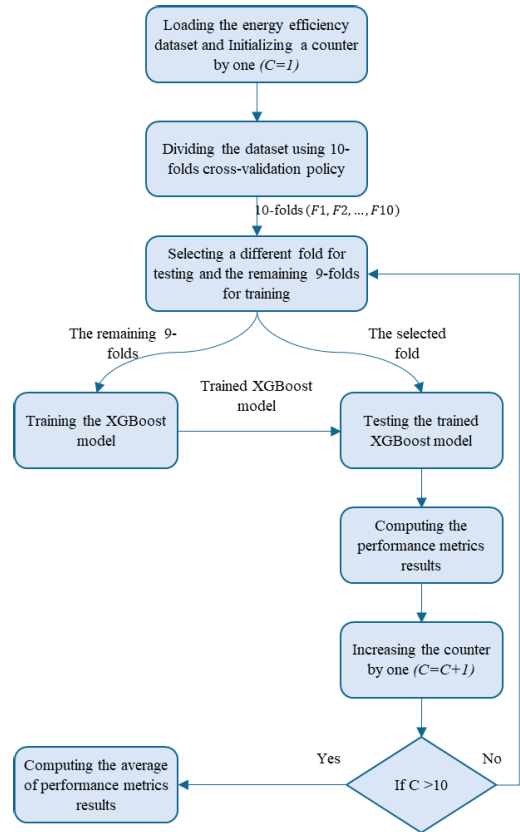 Loading the energy efficiency
dataset and Initializing a counter
by one (C=1)
Dividing the dataset using 10-
folds cross-validation policy
10-folds (F1, F2, ..., F10)
Selecting a different fold for
testing and the remaining 9-folds
for training
The remaining 9-
folds
The selected
fold
Trained XGBoost
model
Training the XGBoost
model
Testing the trained
XGBoost model
Computing the
performance metrics
results
Increasing the counter
by one (C=C+1)
Yes
No
If C >10
Computing the average
of performance metrics
results